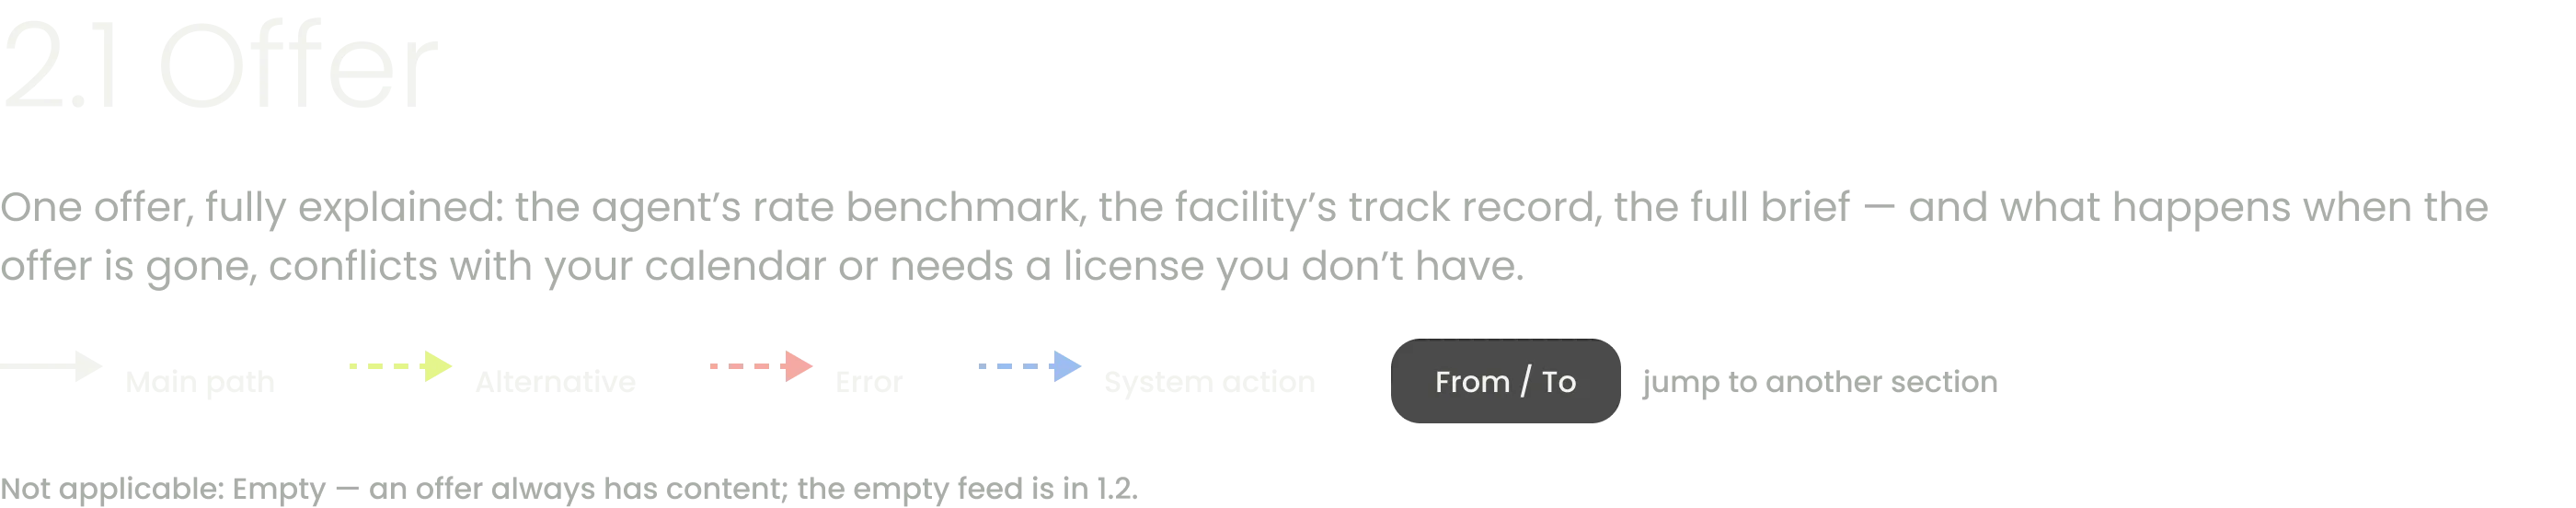 2.1 Offer
One offer, fully explained: the agent’s rate benchmark, the facility’s track record, the full brief — and what happens when the
offer is gone, conflicts with your calendar or needs a license you don’t have.
Main path Alternative Error System action From / To jump to another section
Not applicable: Empty — an offer always has content; the empty feed is in 1.2.